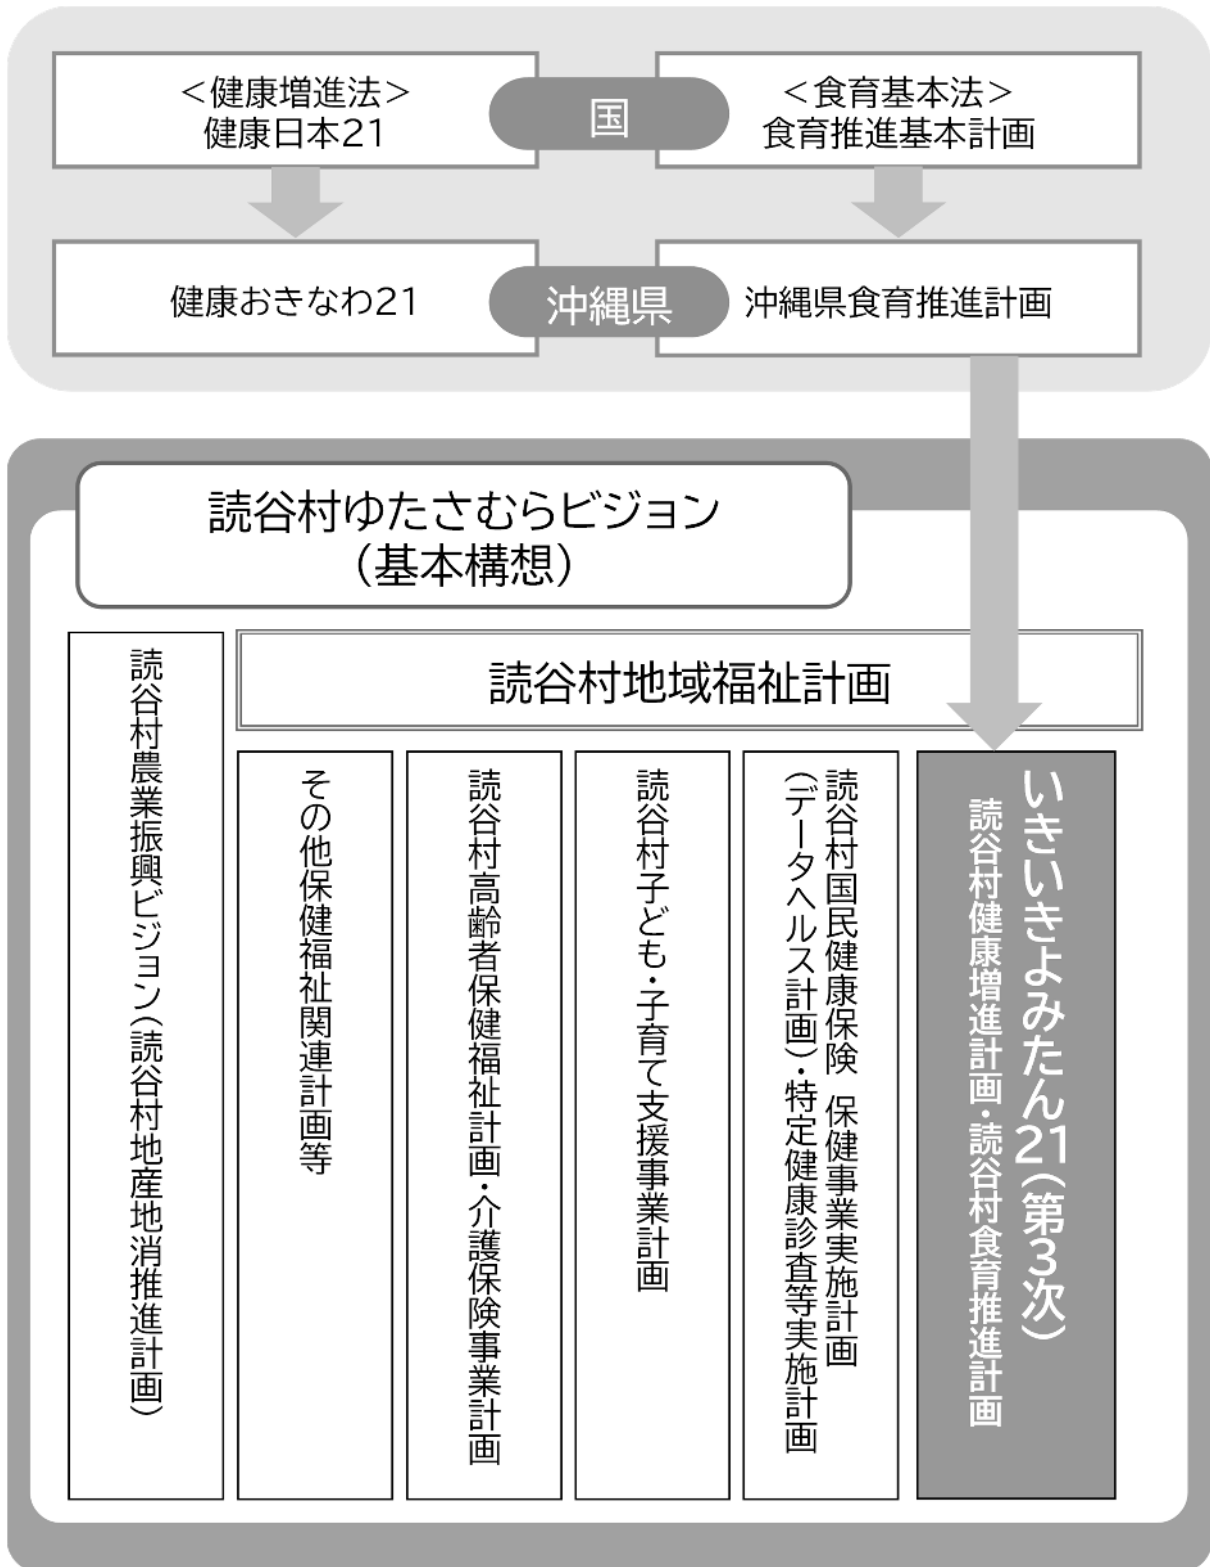 <健康増進法>
健康日本21
国
<食育基本法>
食育推進基本計画
健康おきなわ21
沖縄県
沖縄県食育推進計画
読谷村ゆたさむらビジョン
(基本構想)
読谷村地域福祉計画
いきいきよみたん21(第3次)
読谷村健康増進計画・読谷村食育推進計画
読谷村国民健康保険 保健事業実施計画
(データヘルス計画)・特定健康診査等実施計画
読谷村子ども・子育て支援事業計画
読谷村高齢者保健福祉計画・介護保険事業計画
その他保健福祉関連計画等
読谷村農業振興ビジョン(読谷村地産地消推進計画)